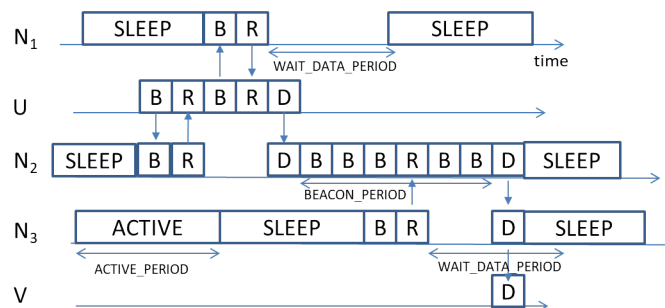 N1 SLEEP B R SLEEP
WAIT_DATA_PERIOD time
U B R B R D
N2 SLEEP B R D B B B R B B D SLEEP
BEACON_PERIOD
N3 ACTIVE SLEEP B R D SLEEP
ACTIVE_PERIOD WAIT_DATA_PERIOD
V D